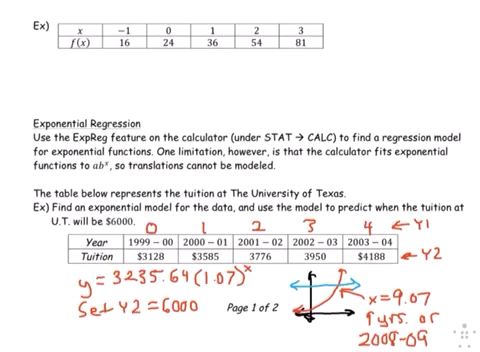 Ex)
x −1 0 1 2 3
f(x) 16 24 36 54 81
Exponential Regression
Use the ExpReg feature on the calculator (under STAT → CALC) to find a regression model
for exponential functions. One limitation, however, is that the calculator fits exponential
functions to abˣ, so translations cannot be modeled.
The table below represents the tuition at The University of Texas.
Ex) Find an exponential model for the data, and use the model to predict when the tuition at
U.T. will be $6000.
0 1 2 3 4 ← Y1
Year 1999 – 00 2000 – 01 2001 – 02 2002 – 03 2003 – 04
Tuition $3128 $3585 3776 3950 $4188 ← Y2
y = 3235.64(1.07)ˣ
Set Y2 = 6000
x = 9.07
9 yrs. or
2008-09
Page 1 of 2